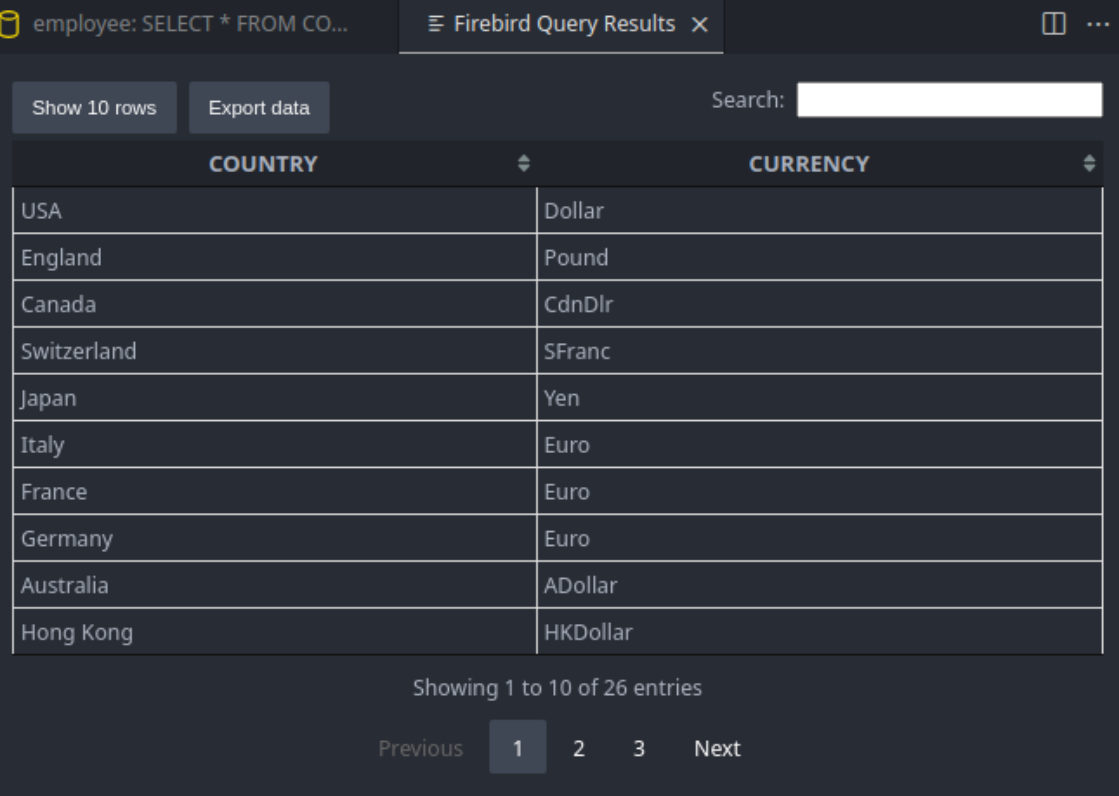 employee: SELECT * FROM CO... Firebird Query Results
Show 10 rows Export data Search:
COUNTRY CURRENCY
USA Dollar
England Pound
Canada CdnDlr
Switzerland SFranc
Japan Yen
Italy Euro
France Euro
Germany Euro
Australia ADollar
Hong Kong HKDollar
Showing 1 to 10 of 26 entries
Previous 1 2 3 Next